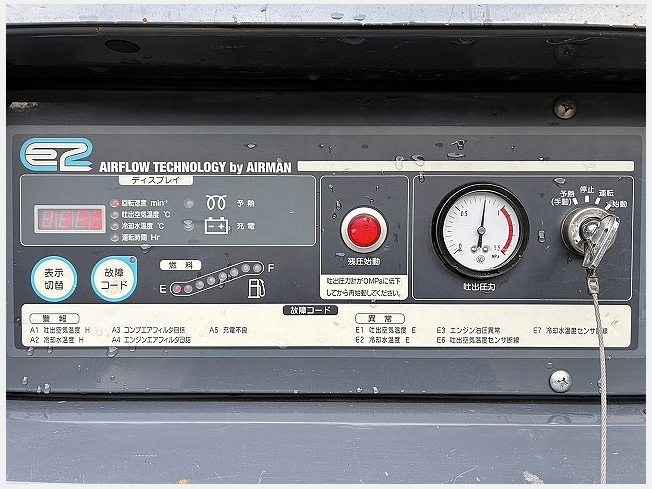 EZ
AIRFLOW TECHNOLOGY by AIRMAN
ディスプレイ
回転速度 min⁻¹
吐出空気温度 ℃
冷却水温度 ℃
運転時間 Hr
予熱
充電
表示
切替
故障
コード
燃料
E
F
残圧始動
吐出圧力計が0MPaに低下
してから再始動してください。
0
0.5
1
1.5
MPa
吐出圧力
予熱
(手動)
停止
運転
始動
故障コード
警報
A1 吐出空気温度 H
A3 コンプエアフィルタ目詰
A5 充電不良
A2 冷却水温度 H
A4 エンジンエアフィルタ目詰
異常
E1 吐出空気温度 E
E3 エンジン油圧異常
E7 冷却水温度センサ断線
E2 冷却水温度 E
E6 吐出空気温度センサ断線